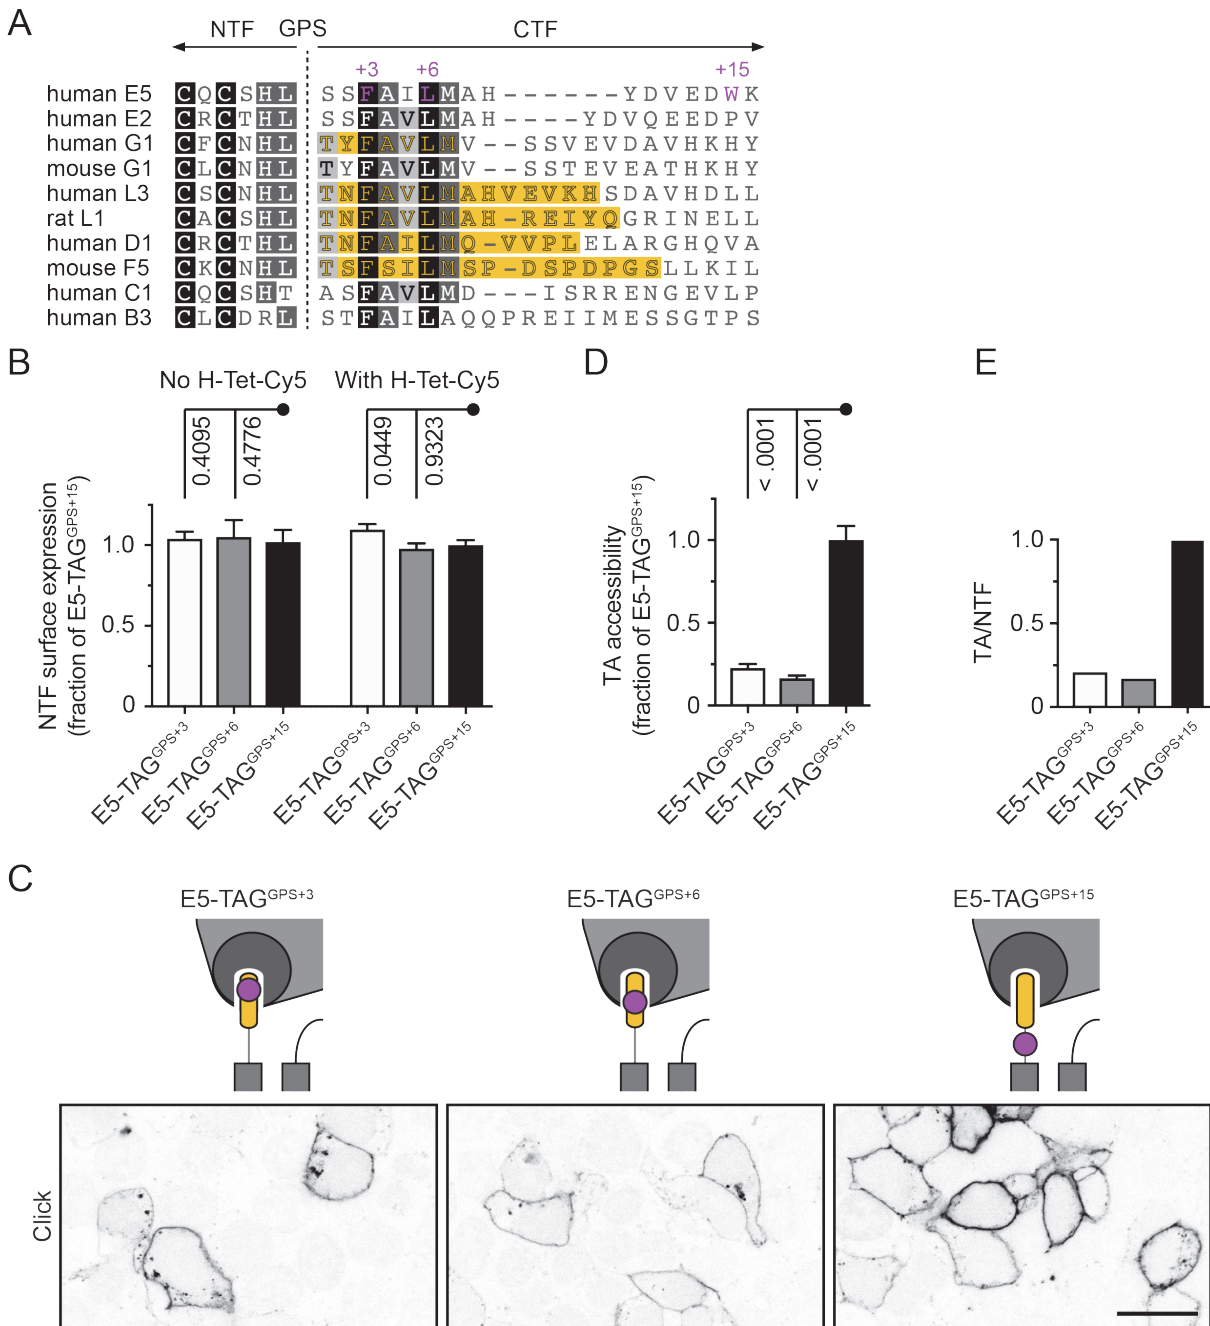 A
NTF GPS CTF
+3 +6 +15
human E5 CQCSHL SSFAILMAH------YDVEDWK
human E2 CRCTHL SSFAVLMAH----YDVQEEDPV
human G1 CFCNHL TYFAVLMV--SSVEVDAVHKHY
mouse G1 CLCNHL TYFAVLMV--SSTEVEATHKHY
human L3 CSCNHL TNFAVLMAHVEVKHSDAVHDLL
rat L1 CACSHL TNFAVLMAH-REIYQGRINELL
human D1 CRCTHL TNFAILMQ-VVPLELARGHQVA
mouse F5 CKCNHL TSFSILMSP-DSPDPGSLLKIL
human C1 CQCSHT ASFAVLMD---ISRRENGEVLP
human B3 CLCDRL STFAILAQQPREIIMESSGTPS
B
No H-Tet-Cy5 With H-Tet-Cy5
0.4095
0.4776
0.0449
0.9323
NTF surface expression
(fraction of E5-TAG^GPS+15)
1.0
0.5
0
E5-TAG^GPS+3
E5-TAG^GPS+6
E5-TAG^GPS+15
E5-TAG^GPS+3
E5-TAG^GPS+6
E5-TAG^GPS+15
D
< .0001
< .0001
TA accessibility
(fraction of E5-TAG^GPS+15)
1.0
0.5
0
E5-TAG^GPS+3
E5-TAG^GPS+6
E5-TAG^GPS+15
E
TA/NTF
1.0
0.5
0
E5-TAG^GPS+3
E5-TAG^GPS+6
E5-TAG^GPS+15
C
E5-TAG^GPS+3 E5-TAG^GPS+6 E5-TAG^GPS+15
Click